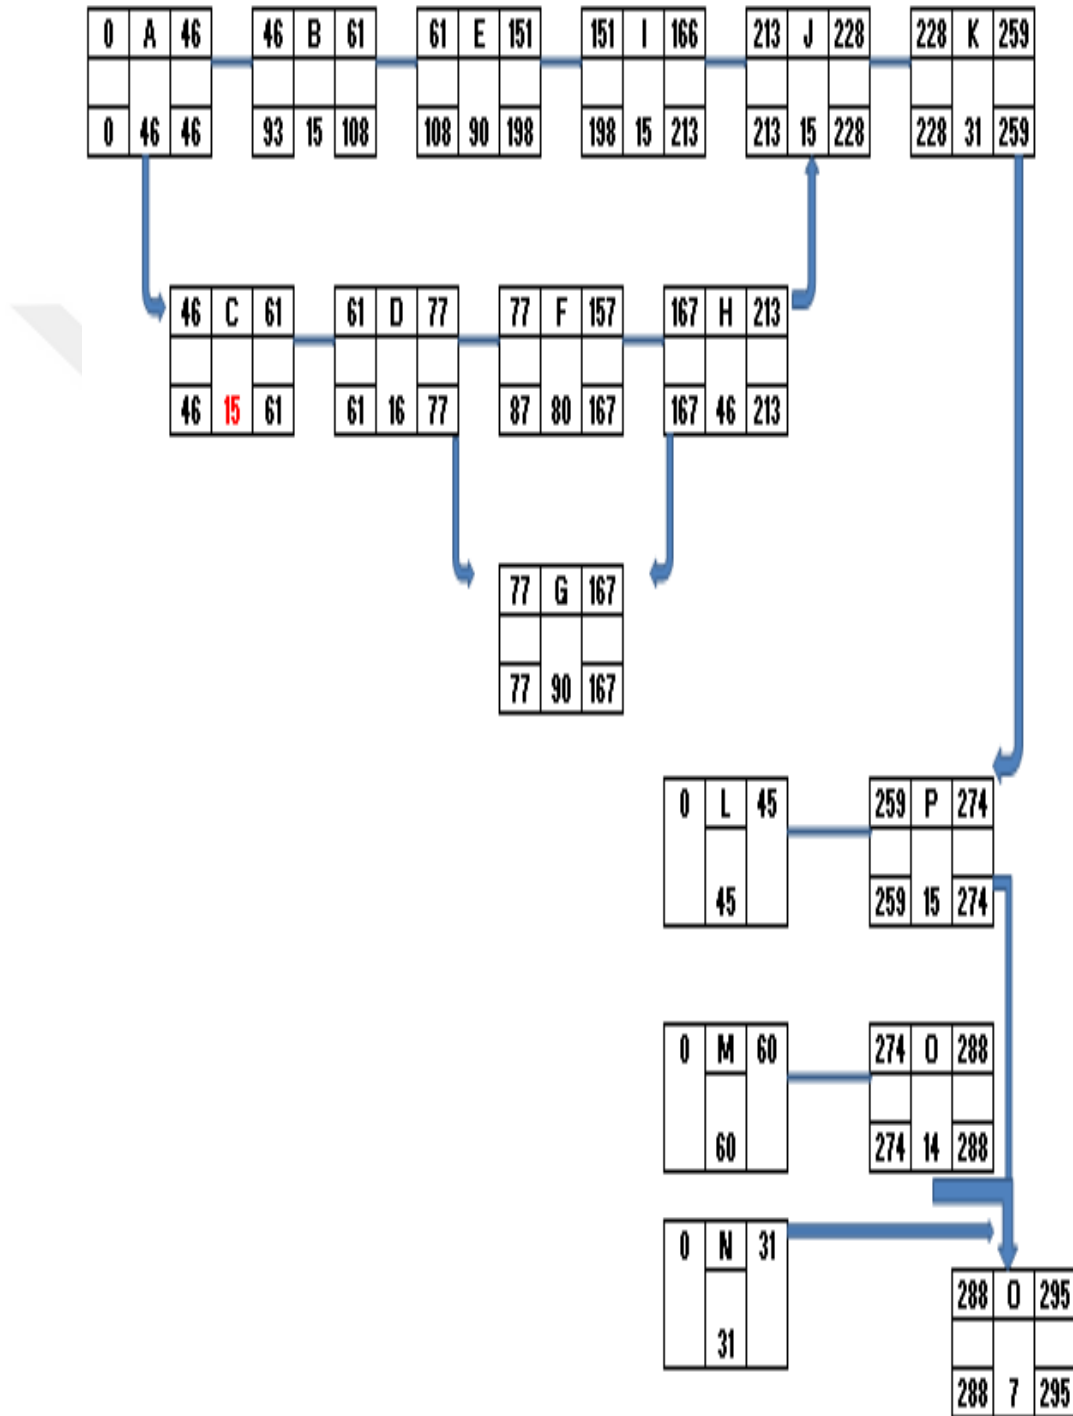 0 A 46 46 B 61 61 E 151 151 I 166 213 J 228 228 K 259
0 46 46 93 15 108 108 90 198 198 15 213 213 15 228 228 31 259
46 C 61 61 D 77 77 F 157 167 H 213
46 15 61 61 16 77 87 80 167 167 46 213
77 G 167
77 90 167
0 L 45 259 P 274
45 259 15 274
0 M 60 274 O 288
60 274 14 288
0 N 31
31
288 O 295
288 7 295